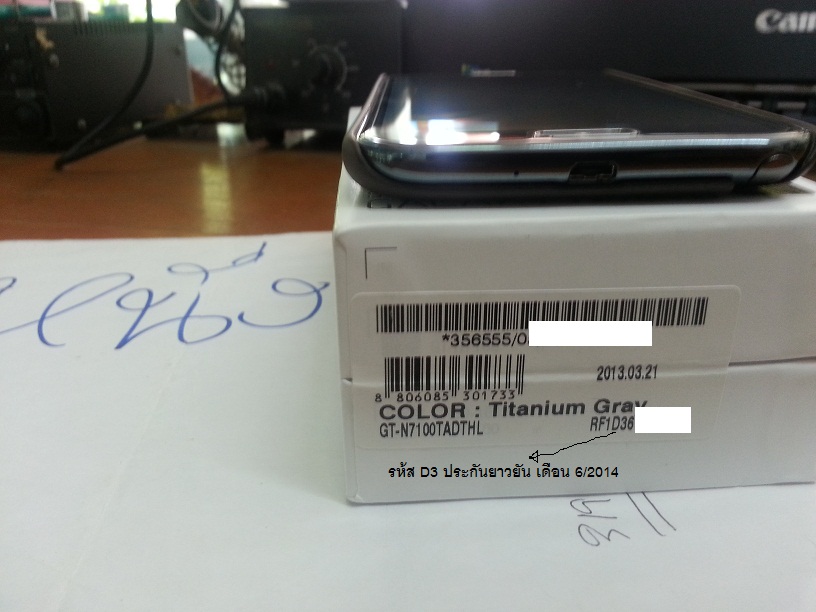 Can
*356555/0
2013.03.21
8 806085 301733
COLOR : Titanium Gray
GT-N7100TADTHL RF1D36
รหัส D3 ประกันยาวยัน เดือน 6/2014